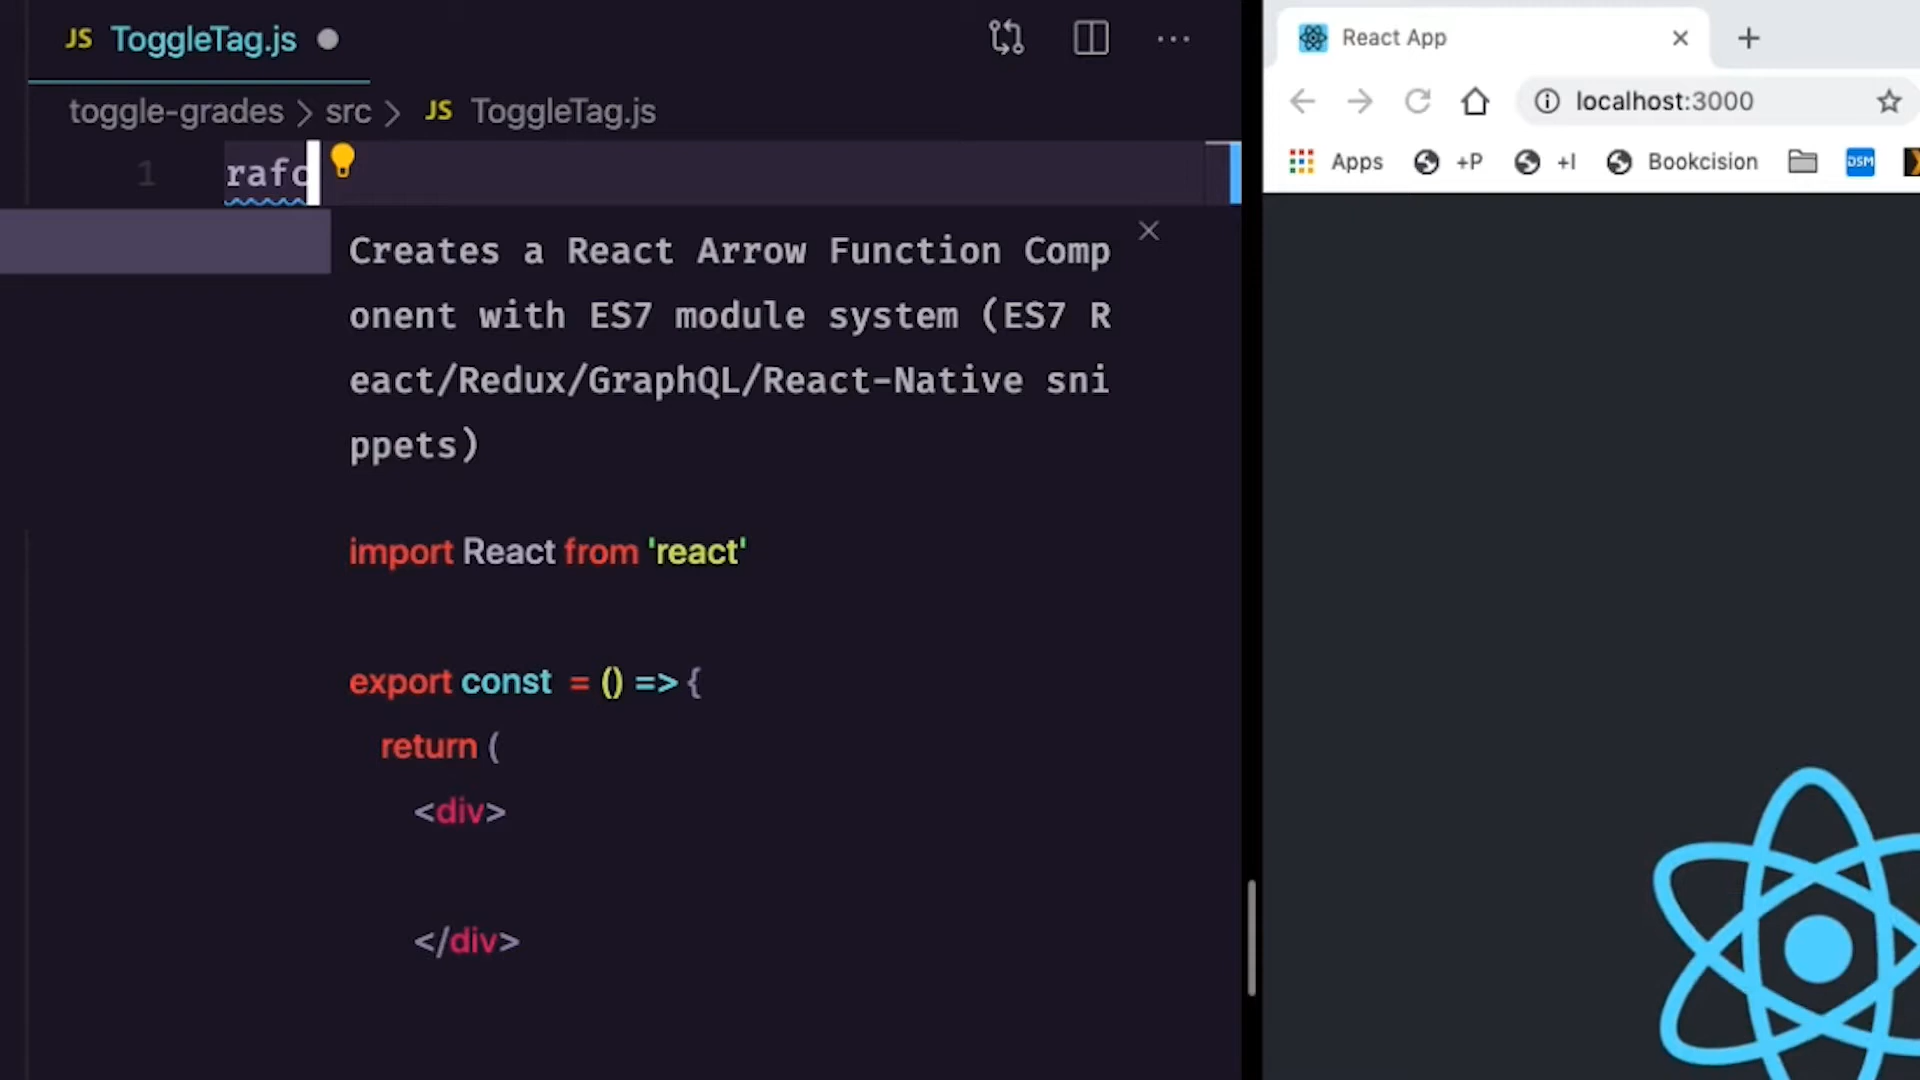 JS ToggleTag.js
toggle-grades > src > JS ToggleTag.js
1 rafc
Creates a React Arrow Function Comp
onent with ES7 module system (ES7 R
eact/Redux/GraphQL/React-Native sni
ppets)
import React from 'react'
export const = () => {
return (
<div>
</div>
React App
localhost:3000
Apps +P +I Bookcision DSM